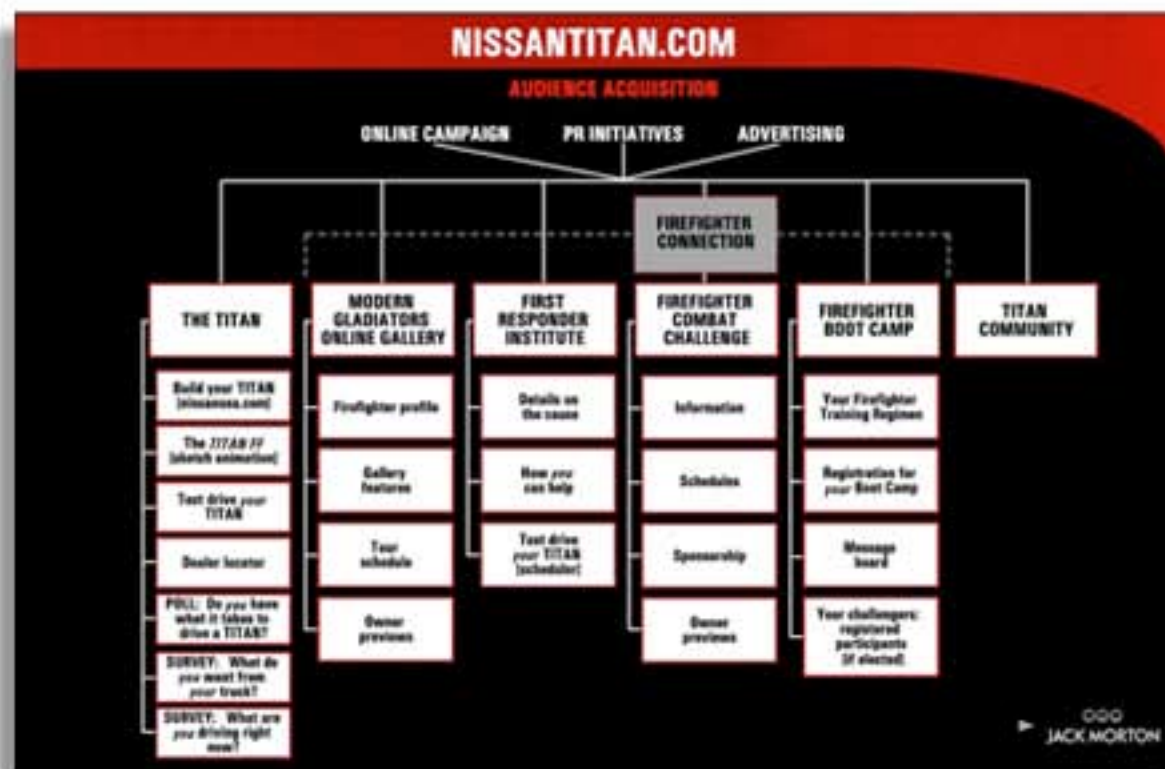 NISSANTITAN.COM
AUDIENCE ACQUISITION
ONLINE CAMPAIGN
PR INITIATIVES
ADVERTISING
FIREFIGHTER
CONNECTION
THE TITAN
Build your TITAN
[nissanusa.com]
The TITAN FF
[sketch animation]
Test drive your
TITAN
Dealer locator
POLL: Do you have
what it takes to
drive a TITAN?
SURVEY: What do
you want from
your truck?
SURVEY: What are
you driving right
now?
MODERN
GLADIATORS
ONLINE GALLERY
Firefighter profile
Gallery
features
Tour
schedule
Owner
previews
FIRST
RESPONDER
INSTITUTE
Details on
the cause
How you
can help
Test drive
your TITAN
[scheduler]
FIREFIGHTER
COMBAT
CHALLENGE
Information
Schedules
Sponsorship
Owner
previews
FIREFIGHTER
BOOT CAMP
Your Firefighter
Training Regimen
Registration for
your Boot Camp
Message
board
Your challengers:
registered
participants
[if elected]
TITAN
COMMUNITY
JACK MORTON